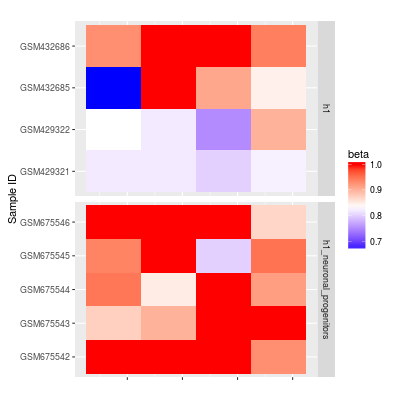 Sample ID
GSM432686
GSM432685
GSM429322
GSM429321
h1
GSM675546
GSM675545
GSM675544
GSM675543
GSM675542
h1_neuronal_progenitors
beta
1.0
0.9
0.8
0.7